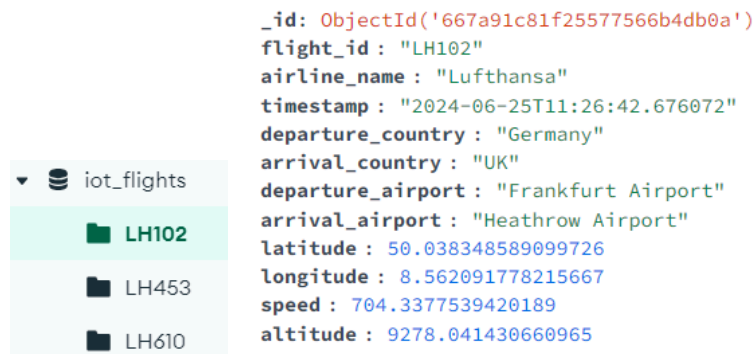 iot_flights
LH102
LH453
LH610
_id: ObjectId('667a91c81f25577566b4db0a')
flight_id : "LH102"
airline_name : "Lufthansa"
timestamp : "2024-06-25T11:26:42.676072"
departure_country : "Germany"
arrival_country : "UK"
departure_airport : "Frankfurt Airport"
arrival_airport : "Heathrow Airport"
latitude : 50.038348589099726
longitude : 8.562091778215667
speed : 704.3377539420189
altitude : 9278.041430660965